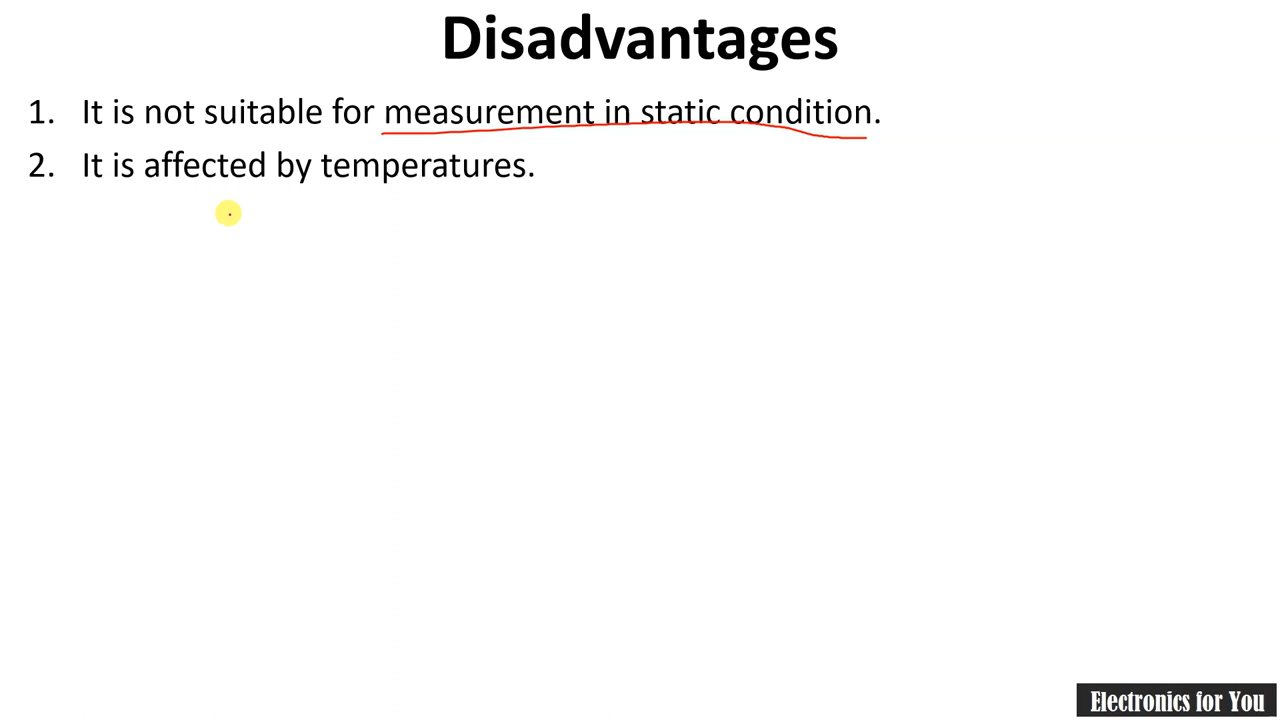 Disadvantages
1. It is not suitable for measurement in static condition.
2. It is affected by temperatures.
Electronics for You